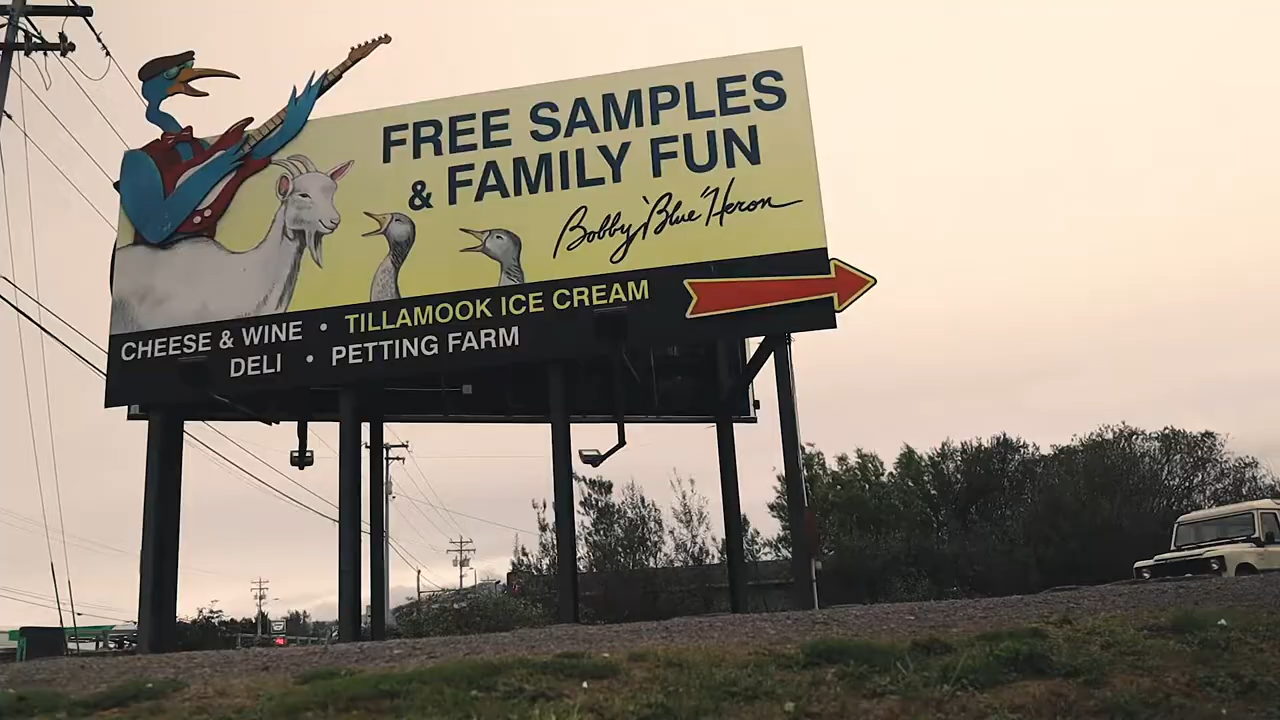 FREE SAMPLES
& FAMILY FUN
Bobby "Blue" Heron
CHEESE & WINE • TILLAMOOK ICE CREAM
DELI • PETTING FARM